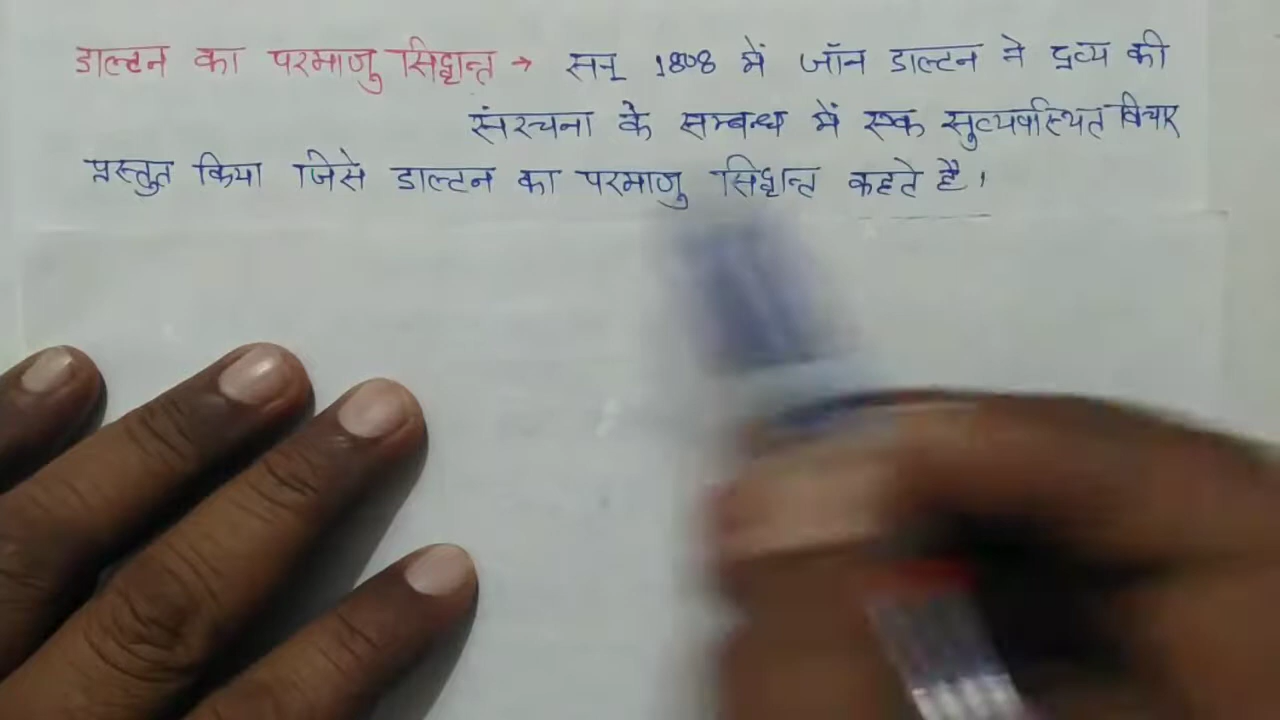 डाल्टन का परमाणु सिद्धान्त → सन् 1808 में जॉन डाल्टन ने द्रव्य की
संरचना के सम्बन्ध में एक सुव्यवस्थित विचार
प्रस्तुत किया जिसे डाल्टन का परमाणु सिद्धान्त कहते है।